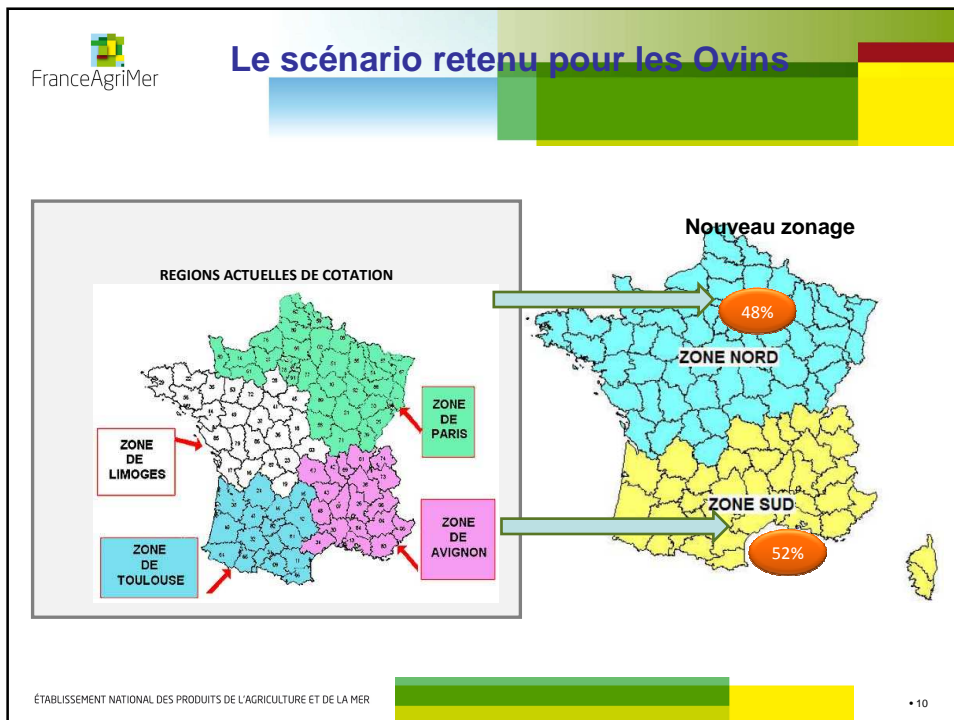 FranceAgriMer
Le scénario retenu pour les Ovins
REGIONS ACTUELLES DE COTATION
ZONE
DE
PARIS
ZONE
DE
LIMOGES
ZONE
DE
AVIGNON
ZONE
DE
TOULOUSE
Nouveau zonage
48%
ZONE NORD
ZONE SUD
52%
ÉTABLISSEMENT NATIONAL DES PRODUITS DE L'AGRICULTURE ET DE LA MER
• 10